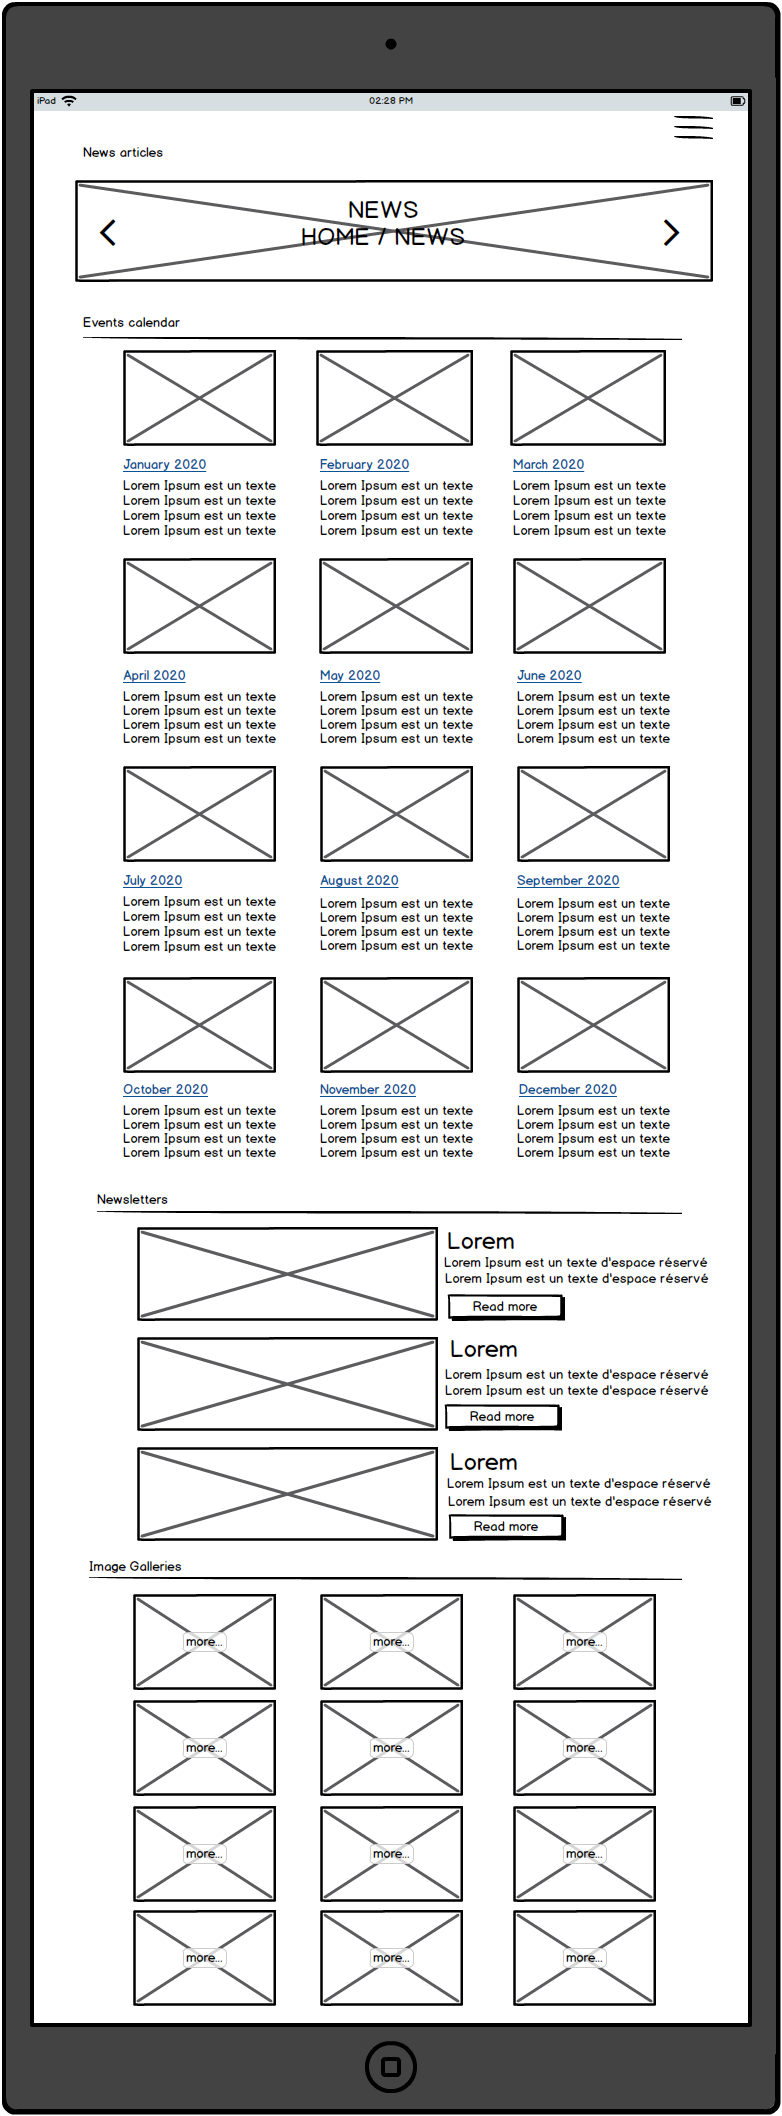 iPad
02:28 PM
News articles
NEWS
HOME / NEWS
Events calendar
January 2020
Lorem Ipsum est un texte
Lorem Ipsum est un texte
Lorem Ipsum est un texte
Lorem Ipsum est un texte
February 2020
Lorem Ipsum est un texte
Lorem Ipsum est un texte
Lorem Ipsum est un texte
Lorem Ipsum est un texte
March 2020
Lorem Ipsum est un texte
Lorem Ipsum est un texte
Lorem Ipsum est un texte
Lorem Ipsum est un texte
April 2020
Lorem Ipsum est un texte
Lorem Ipsum est un texte
Lorem Ipsum est un texte
Lorem Ipsum est un texte
May 2020
Lorem Ipsum est un texte
Lorem Ipsum est un texte
Lorem Ipsum est un texte
Lorem Ipsum est un texte
June 2020
Lorem Ipsum est un texte
Lorem Ipsum est un texte
Lorem Ipsum est un texte
Lorem Ipsum est un texte
July 2020
Lorem Ipsum est un texte
Lorem Ipsum est un texte
Lorem Ipsum est un texte
Lorem Ipsum est un texte
August 2020
Lorem Ipsum est un texte
Lorem Ipsum est un texte
Lorem Ipsum est un texte
Lorem Ipsum est un texte
September 2020
Lorem Ipsum est un texte
Lorem Ipsum est un texte
Lorem Ipsum est un texte
Lorem Ipsum est un texte
October 2020
Lorem Ipsum est un texte
Lorem Ipsum est un texte
Lorem Ipsum est un texte
Lorem Ipsum est un texte
November 2020
Lorem Ipsum est un texte
Lorem Ipsum est un texte
Lorem Ipsum est un texte
Lorem Ipsum est un texte
December 2020
Lorem Ipsum est un texte
Lorem Ipsum est un texte
Lorem Ipsum est un texte
Lorem Ipsum est un texte
Newsletters
Lorem
Lorem Ipsum est un texte d'espace réservé
Lorem Ipsum est un texte d'espace réservé
Read more
Lorem
Lorem Ipsum est un texte d'espace réservé
Lorem Ipsum est un texte d'espace réservé
Read more
Lorem
Lorem Ipsum est un texte d'espace réservé
Lorem Ipsum est un texte d'espace réservé
Read more
Image Galleries
more...
more...
more...
more...
more...
more...
more...
more...
more...
more...
more...
more...